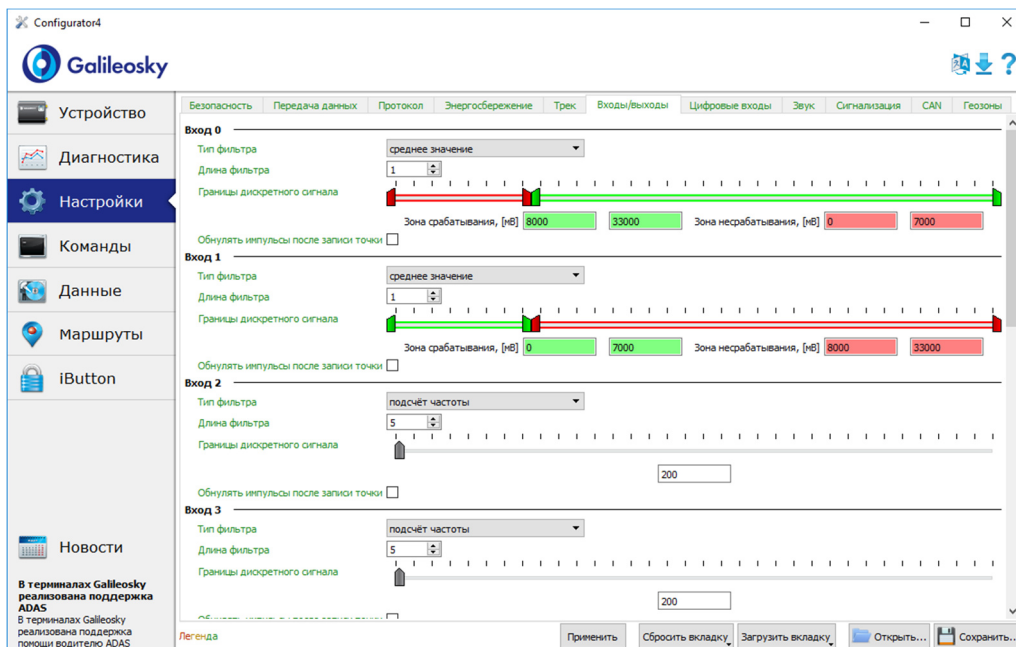 Configurator4
Galileosky
Устройство
Диагностика
Настройки
Команды
Данные
Маршруты
iButton
Новости
В терминалах Galileosky
реализована поддержка
ADAS
В терминалах Galileosky
реализована поддержка
помощи водителю ADAS
Безопасность Передача данных Протокол Энергосбережение Трек Входы/выходы Цифровые входы Звук Сигнализация CAN Геозоны
Вход 0
Тип фильтра среднее значение
Длина фильтра 1
Границы дискретного сигнала
Зона срабатывания, [мВ] 8000 33000 Зона несрабатывания, [мВ] 0 7000
Обнулять импульсы после записи точки
Вход 1
Тип фильтра среднее значение
Длина фильтра 1
Границы дискретного сигнала
Зона срабатывания, [мВ] 0 7000 Зона несрабатывания, [мВ] 8000 33000
Обнулять импульсы после записи точки
Вход 2
Тип фильтра подсчёт частоты
Длина фильтра 5
Границы дискретного сигнала
200
Обнулять импульсы после записи точки
Вход 3
Тип фильтра подсчёт частоты
Длина фильтра 5
Границы дискретного сигнала
200
Легенда
Применить Сбросить вкладку Загрузить вкладку Открыть... Сохранить...